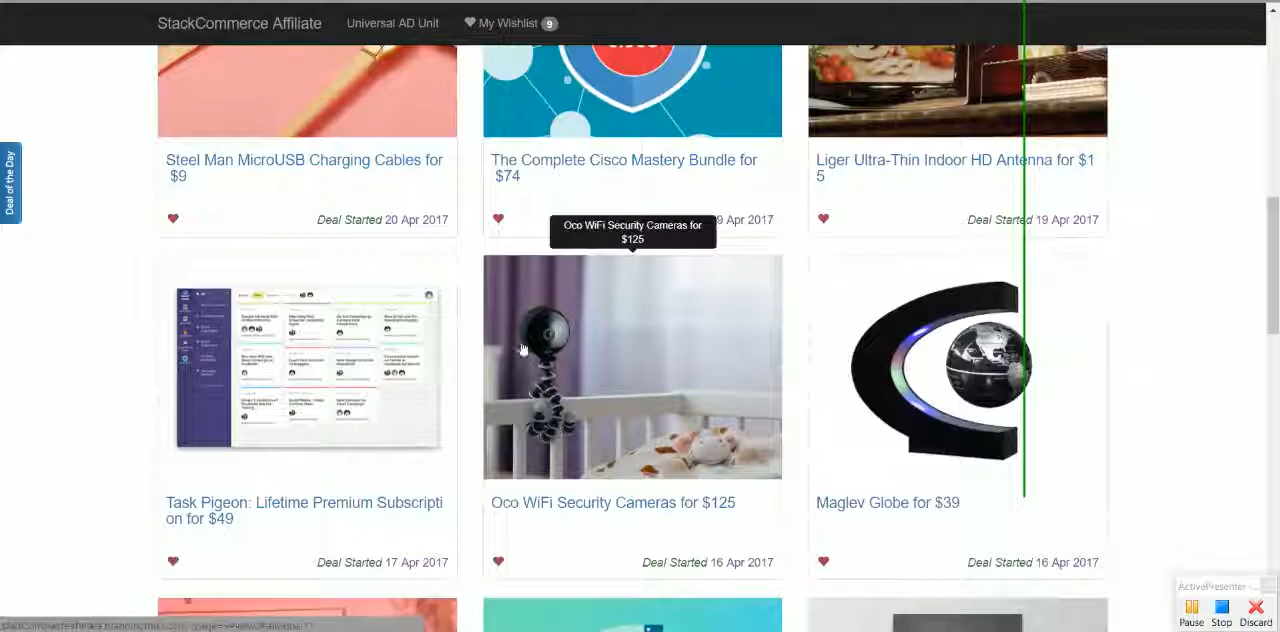 StackCommerce Affiliate Universal AD Unit My Wishlist 9
Deal of the Day
Steel Man MicroUSB Charging Cables for
$9
Deal Started 20 Apr 2017
The Complete Cisco Mastery Bundle for
$74
9 Apr 2017
Liger Ultra-Thin Indoor HD Antenna for $1
5
Deal Started 19 Apr 2017
Oco WiFi Security Cameras for
$125
Task Pigeon: Lifetime Premium Subscripti
on for $49
Deal Started 17 Apr 2017
Oco WiFi Security Cameras for $125
Deal Started 16 Apr 2017
Maglev Globe for $39
Deal Started 16 Apr 2017
ActivePresenter
Pause Stop Discard